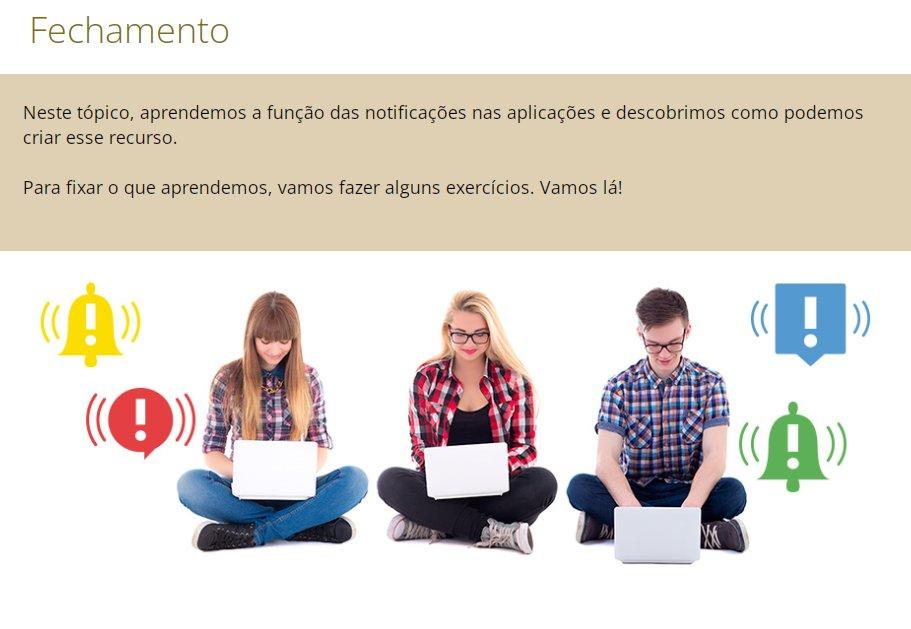 Fechamento
Neste tópico, aprendemos a função das notificações nas aplicações e descobrimos como podemos
criar esse recurso.
Para fixar o que aprendemos, vamos fazer alguns exercícios. Vamos lá!